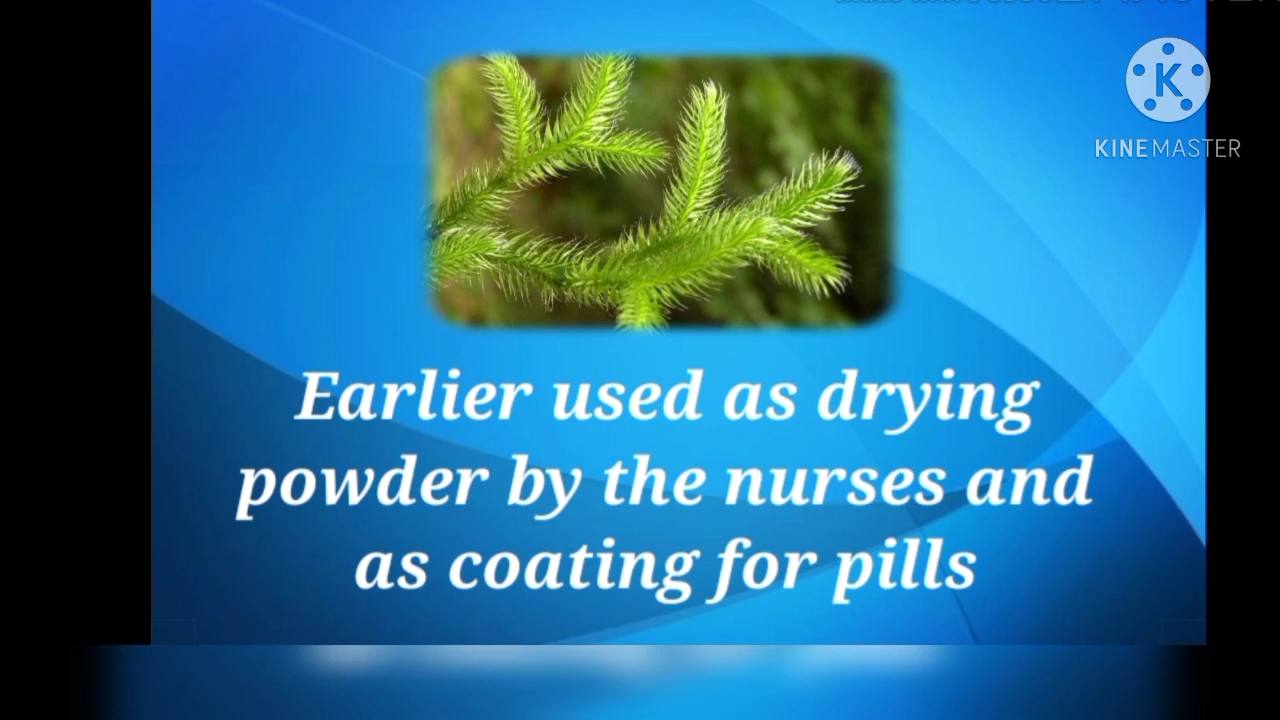 KINEMASTER
Earlier used as drying
powder by the nurses and
as coating for pills